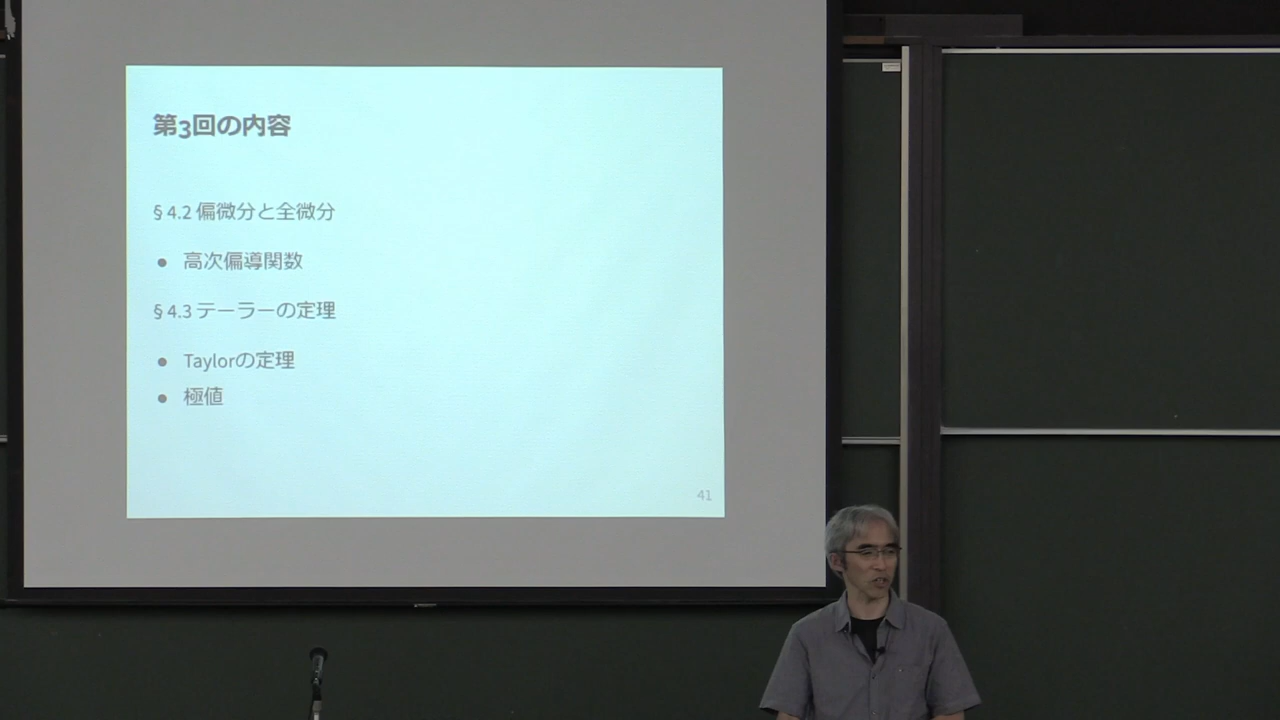 第3回の内容
§4.2 偏微分と全微分
● 高次偏導関数
§4.3 テーラーの定理
● Taylorの定理
● 極値
41